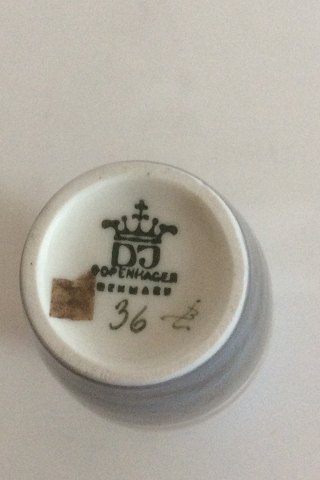 DJ
COPENHAGEN
DENMARK
36